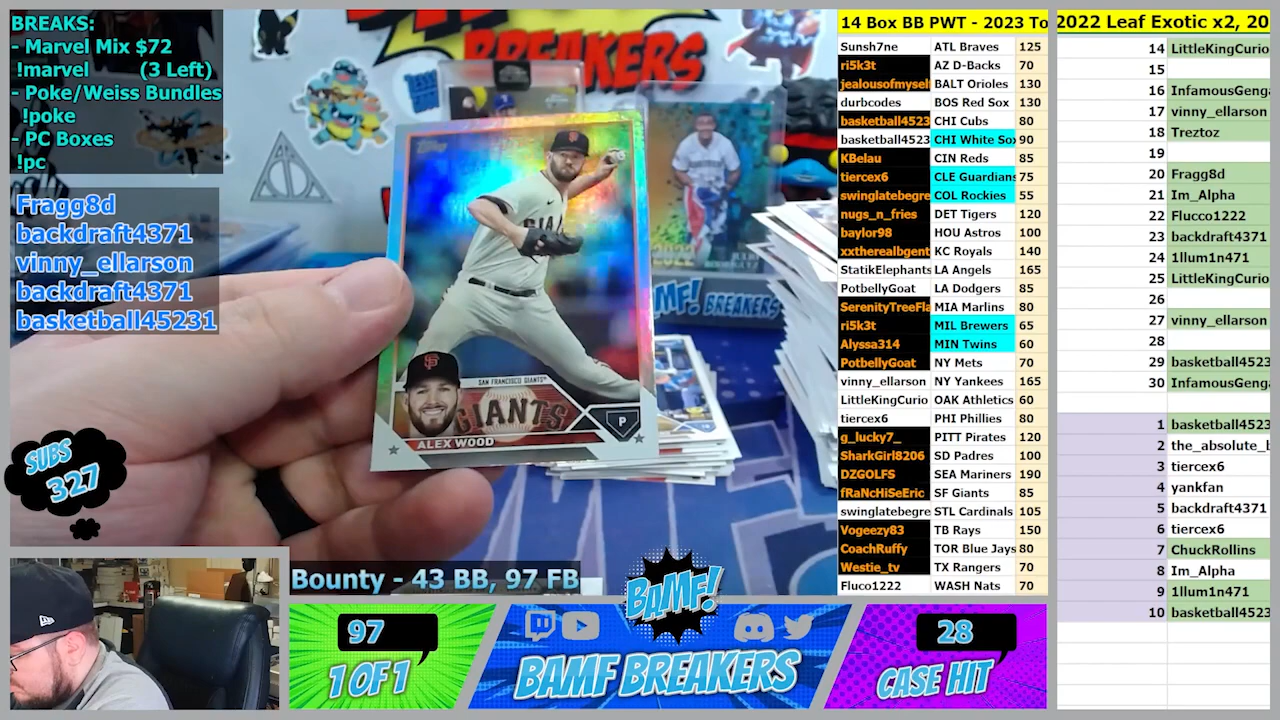 BREAKS:
- Marvel Mix $72
!marvel (3 Left)
- Poke/Weiss Bundles
!poke
- PC Boxes
!pc
Fragg8d
backdraft4371
vinny_ellarson
backdraft4371
basketball45231
SUBS
327
BREAKERS
Topps
GIANTS
SAN FRANCISCO GIANTS
GIANTS
ALEX WOOD
P
BAMF! BREAKERS
Bounty - 43 BB, 97 FB
97
1 OF 1
BAMF!
BAMF BREAKERS
28
CASE HIT
14 Box BB PWT - 2023 To
Sunsh7ne ATL Braves 125
ri5k3t AZ D-Backs 70
jealousofmysel BALT Orioles 130
durbcodes BOS Red Sox 130
basketball4523 CHI Cubs 80
basketball4523 CHI White Sox 90
KBelau CIN Reds 85
tiercex6 CLE Guardians 75
swinglatebegre COL Rockies 55
nugs_n_fries DET Tigers 120
baylor98 HOU Astros 100
xxtherealbgent KC Royals 140
StatikElephants LA Angels 165
PotbellyGoat LA Dodgers 85
SerenityTreeFla MIA Marlins 80
ri5k3t MIL Brewers 65
Alyssa314 MIN Twins 60
PotbellyGoat NY Mets 70
vinny_ellarson NY Yankees 165
LittleKingCurio OAK Athletics 60
tiercex6 PHI Phillies 80
g_lucky7_ PITT Pirates 120
SharkGirl8206 SD Padres 100
DZGOLFS SEA Mariners 190
fRaNcHiSeEric SF Giants 85
swinglatebegre STL Cardinals 105
Vogeezy83 TB Rays 150
CoachRuffy TOR Blue Jays 80
Westie_tv TX Rangers 70
Fluco1222 WASH Nats 70
2022 Leaf Exotic x2, 20
14 LittleKingCurio
15
16 InfamousGenga
17 vinny_ellarson
18 Treztoz
19
20 Fragg8d
21 Im_Alpha
22 Flucco1222
23 backdraft4371
24 1llum1n471
25 LittleKingCurio
26
27 vinny_ellarson
28
29 basketball4523
30 InfamousGenga
1 basketball4523
2 the_absolute_b
3 tiercex6
4 yankfan
5 backdraft4371
6 tiercex6
7 ChuckRollins
8 Im_Alpha
9 1llum1n471
10 basketball4523